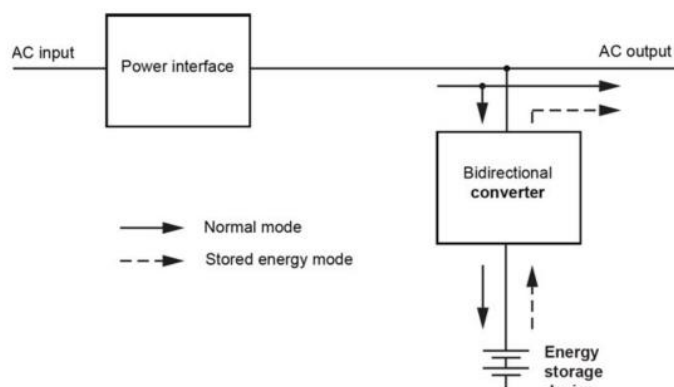 AC input
Power interface
AC output
Bidirectional
converter
Normal mode
Stored energy mode
Energy
storage